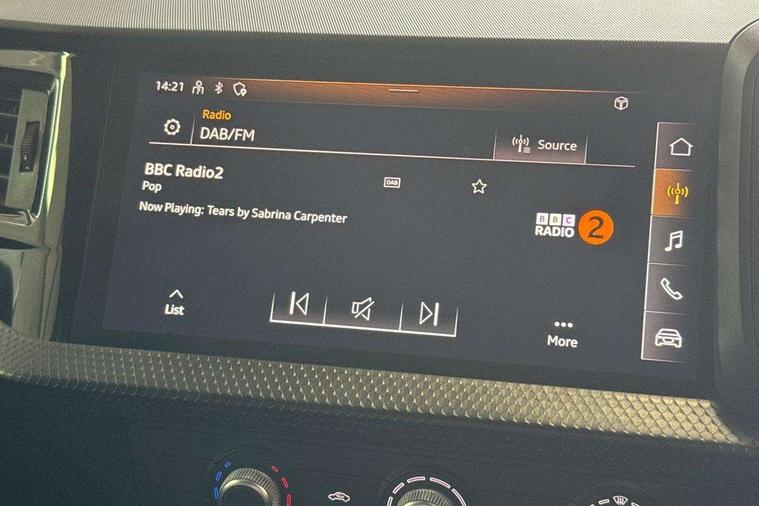 14:21
Radio
DAB/FM
Source
BBC Radio2
Pop
DAB
Now Playing: Tears by Sabrina Carpenter
BBC
RADIO 2
List
More